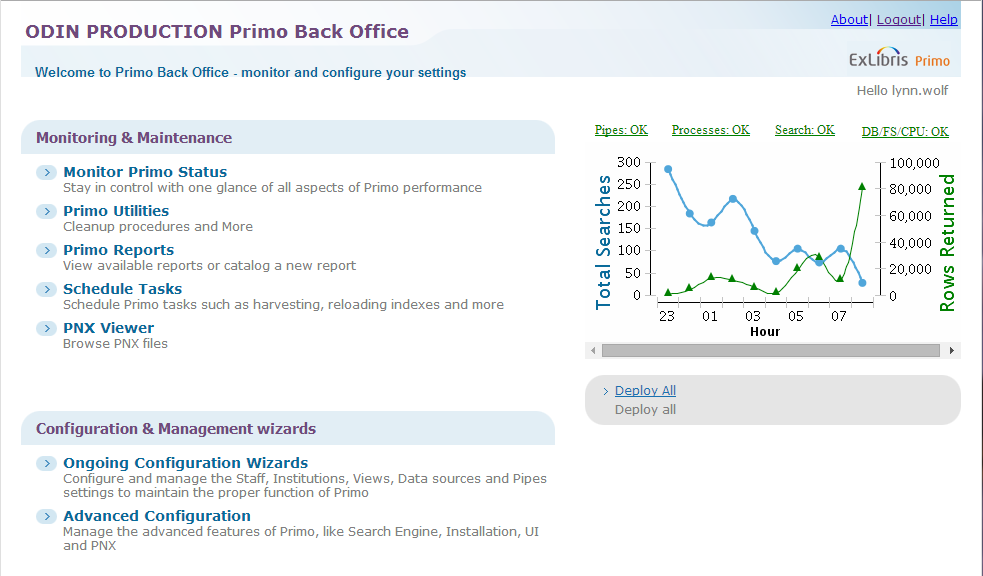 ODIN PRODUCTION Primo Back Office
About| Logout| Help
Welcome to Primo Back Office - monitor and configure your settings
ExLibris Primo
Hello lynn.wolf
Monitoring & Maintenance
Monitor Primo Status
Stay in control with one glance of all aspects of Primo performance
Primo Utilities
Cleanup procedures and More
Primo Reports
View available reports or catalog a new report
Schedule Tasks
Schedule Primo tasks such as harvesting, reloading indexes and more
PNX Viewer
Browse PNX files
Pipes: OK Processes: OK Search: OK DB/FS/CPU: OK
Total Searches
300
250
200
150
100
50
0
100,000
80,000
60,000
40,000
20,000
0
Rows Returned
23 01 03 05 07
Hour
Deploy All
Deploy all
Configuration & Management wizards
Ongoing Configuration Wizards
Configure and manage the Staff, Institutions, Views, Data sources and Pipes
settings to maintain the proper function of Primo
Advanced Configuration
Manage the advanced features of Primo, like Search Engine, Installation, UI
and PNX